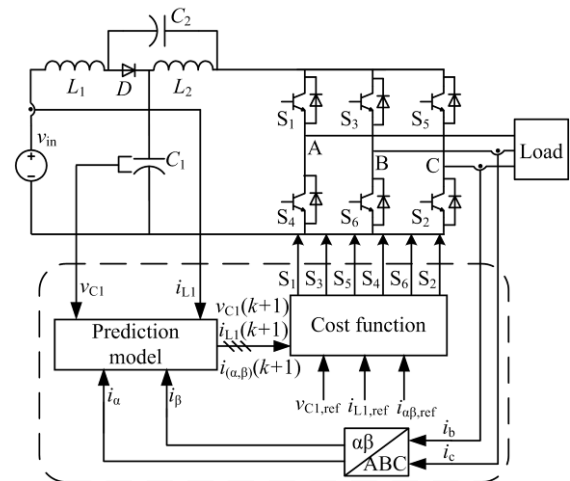 C2
L1
D
L2
S1
S3
S5
vin
C1
A
B
C
Load
S4
S6
S2
vC1
iL1
S1
S3
S5
S4
S6
S2
vC1(k+1)
iL1(k+1)
i(α,β)(k+1)
Prediction
model
Cost function
iα
iβ
vC1,ref
iL1,ref
iαβ,ref
αβ
ABC
ib
ic